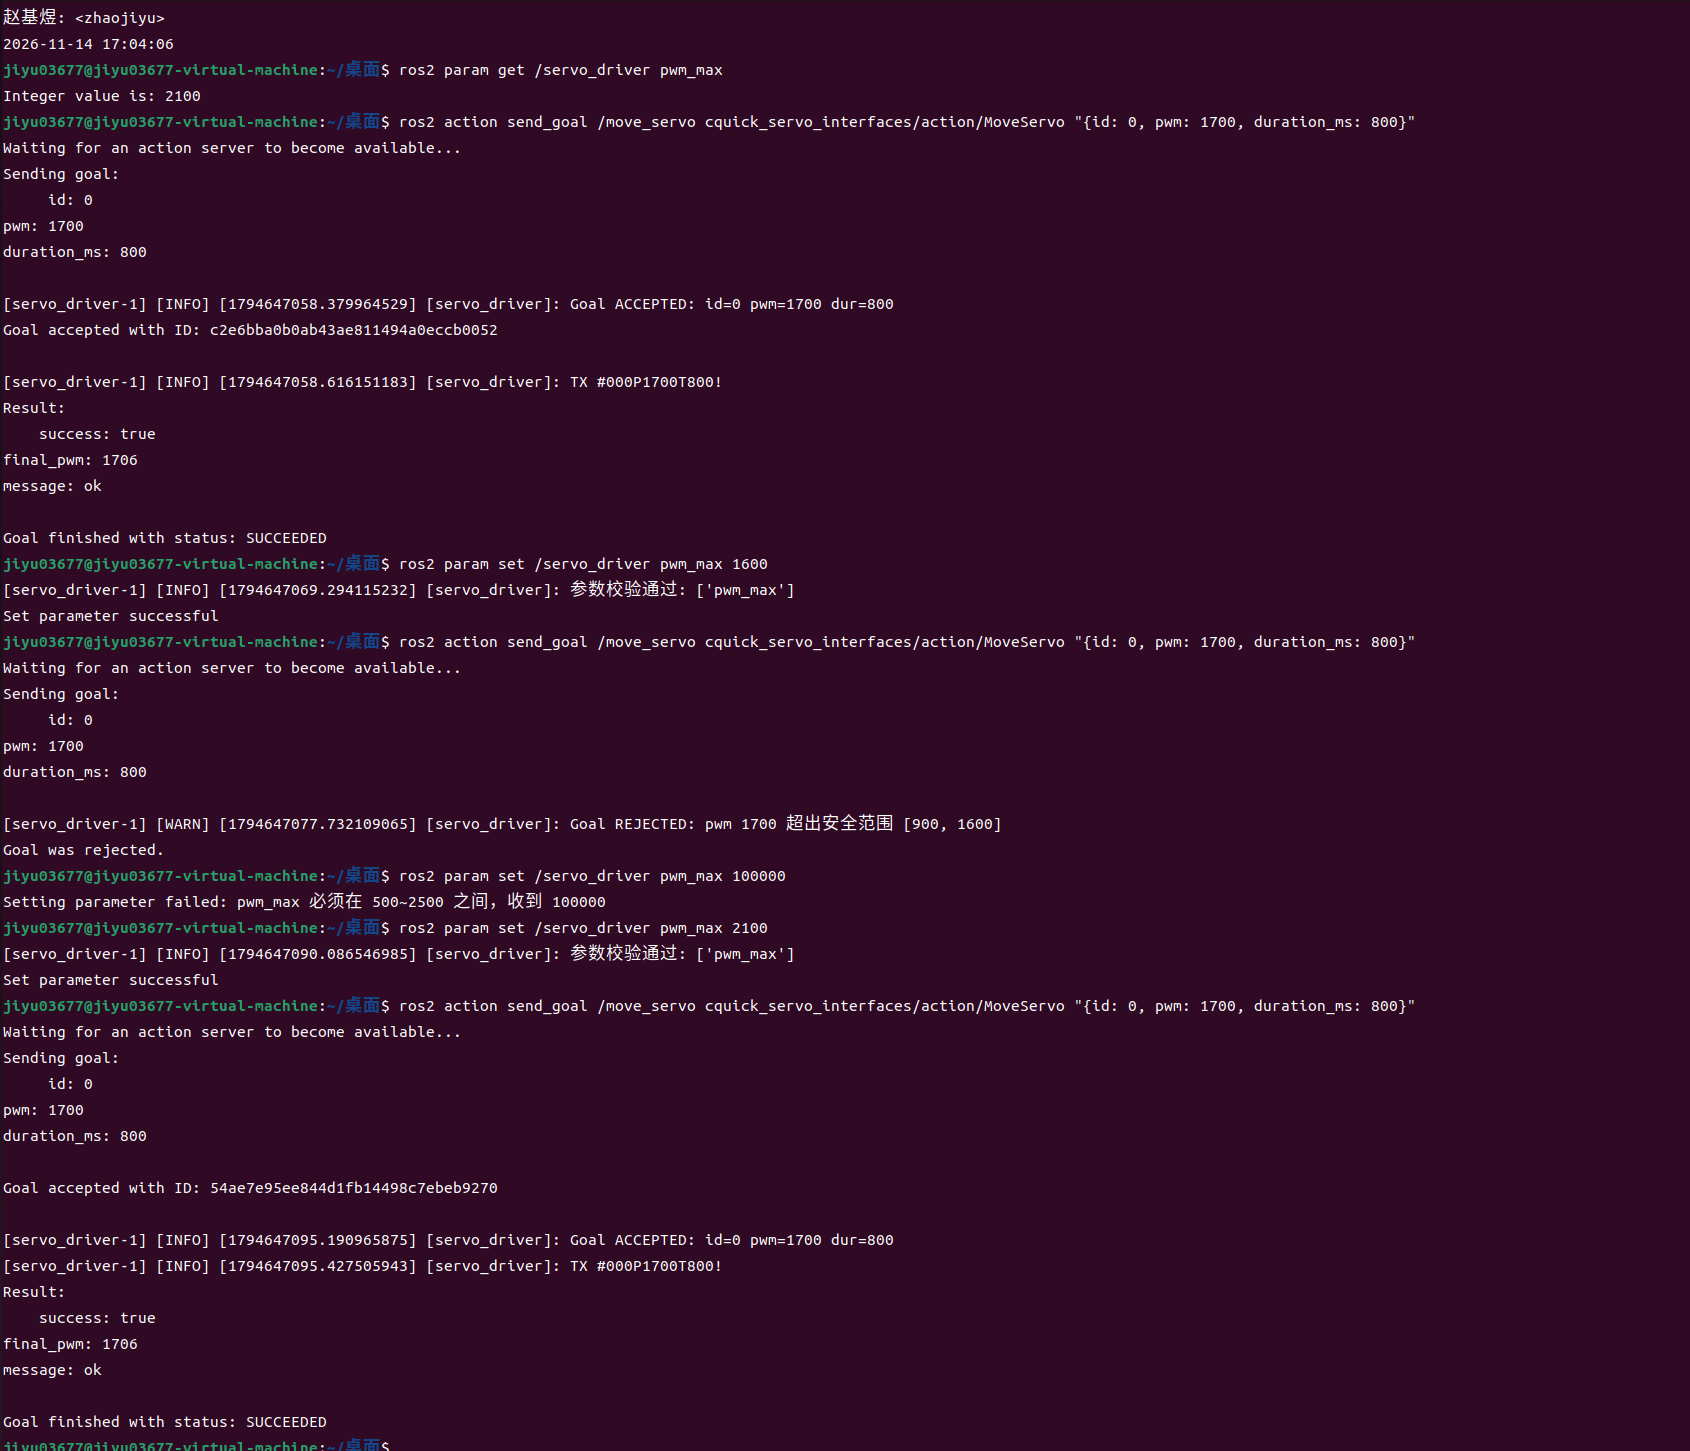 赵基煜: <zhaojiyu>
2026-11-14 17:04:06
jiyu03677@jiyu03677-virtual-machine:~/桌面$ ros2 param get /servo_driver pwm_max
Integer value is: 2100
jiyu03677@jiyu03677-virtual-machine:~/桌面$ ros2 action send_goal /move_servo cquick_servo_interfaces/action/MoveServo "{id: 0, pwm: 1700, duration_ms: 800}"
Waiting for an action server to become available...
Sending goal:
     id: 0
pwm: 1700
duration_ms: 800

[servo_driver-1] [INFO] [1794647058.379964529] [servo_driver]: Goal ACCEPTED: id=0 pwm=1700 dur=800
Goal accepted with ID: c2e6bba0b0ab43ae811494a0eccb0052

[servo_driver-1] [INFO] [1794647058.616151183] [servo_driver]: TX #000P1700T800!
Result:
    success: true
final_pwm: 1706
message: ok

Goal finished with status: SUCCEEDED
jiyu03677@jiyu03677-virtual-machine:~/桌面$ ros2 param set /servo_driver pwm_max 1600
[servo_driver-1] [INFO] [1794647069.294115232] [servo_driver]: 参数校验通过: ['pwm_max']
Set parameter successful
jiyu03677@jiyu03677-virtual-machine:~/桌面$ ros2 action send_goal /move_servo cquick_servo_interfaces/action/MoveServo "{id: 0, pwm: 1700, duration_ms: 800}"
Waiting for an action server to become available...
Sending goal:
     id: 0
pwm: 1700
duration_ms: 800

[servo_driver-1] [WARN] [1794647077.732109065] [servo_driver]: Goal REJECTED: pwm 1700 超出安全范围 [900, 1600]
Goal was rejected.
jiyu03677@jiyu03677-virtual-machine:~/桌面$ ros2 param set /servo_driver pwm_max 100000
Setting parameter failed: pwm_max 必须在 500~2500 之间，收到 100000
jiyu03677@jiyu03677-virtual-machine:~/桌面$ ros2 param set /servo_driver pwm_max 2100
[servo_driver-1] [INFO] [1794647090.086546985] [servo_driver]: 参数校验通过: ['pwm_max']
Set parameter successful
jiyu03677@jiyu03677-virtual-machine:~/桌面$ ros2 action send_goal /move_servo cquick_servo_interfaces/action/MoveServo "{id: 0, pwm: 1700, duration_ms: 800}"
Waiting for an action server to become available...
Sending goal:
     id: 0
pwm: 1700
duration_ms: 800

Goal accepted with ID: 54ae7e95ee844d1fb14498c7ebeb9270

[servo_driver-1] [INFO] [1794647095.190965875] [servo_driver]: Goal ACCEPTED: id=0 pwm=1700 dur=800
[servo_driver-1] [INFO] [1794647095.427505943] [servo_driver]: TX #000P1700T800!
Result:
    success: true
final_pwm: 1706
message: ok

Goal finished with status: SUCCEEDED
jiyu03677@jiyu03677-virtual-machine:~/桌面$